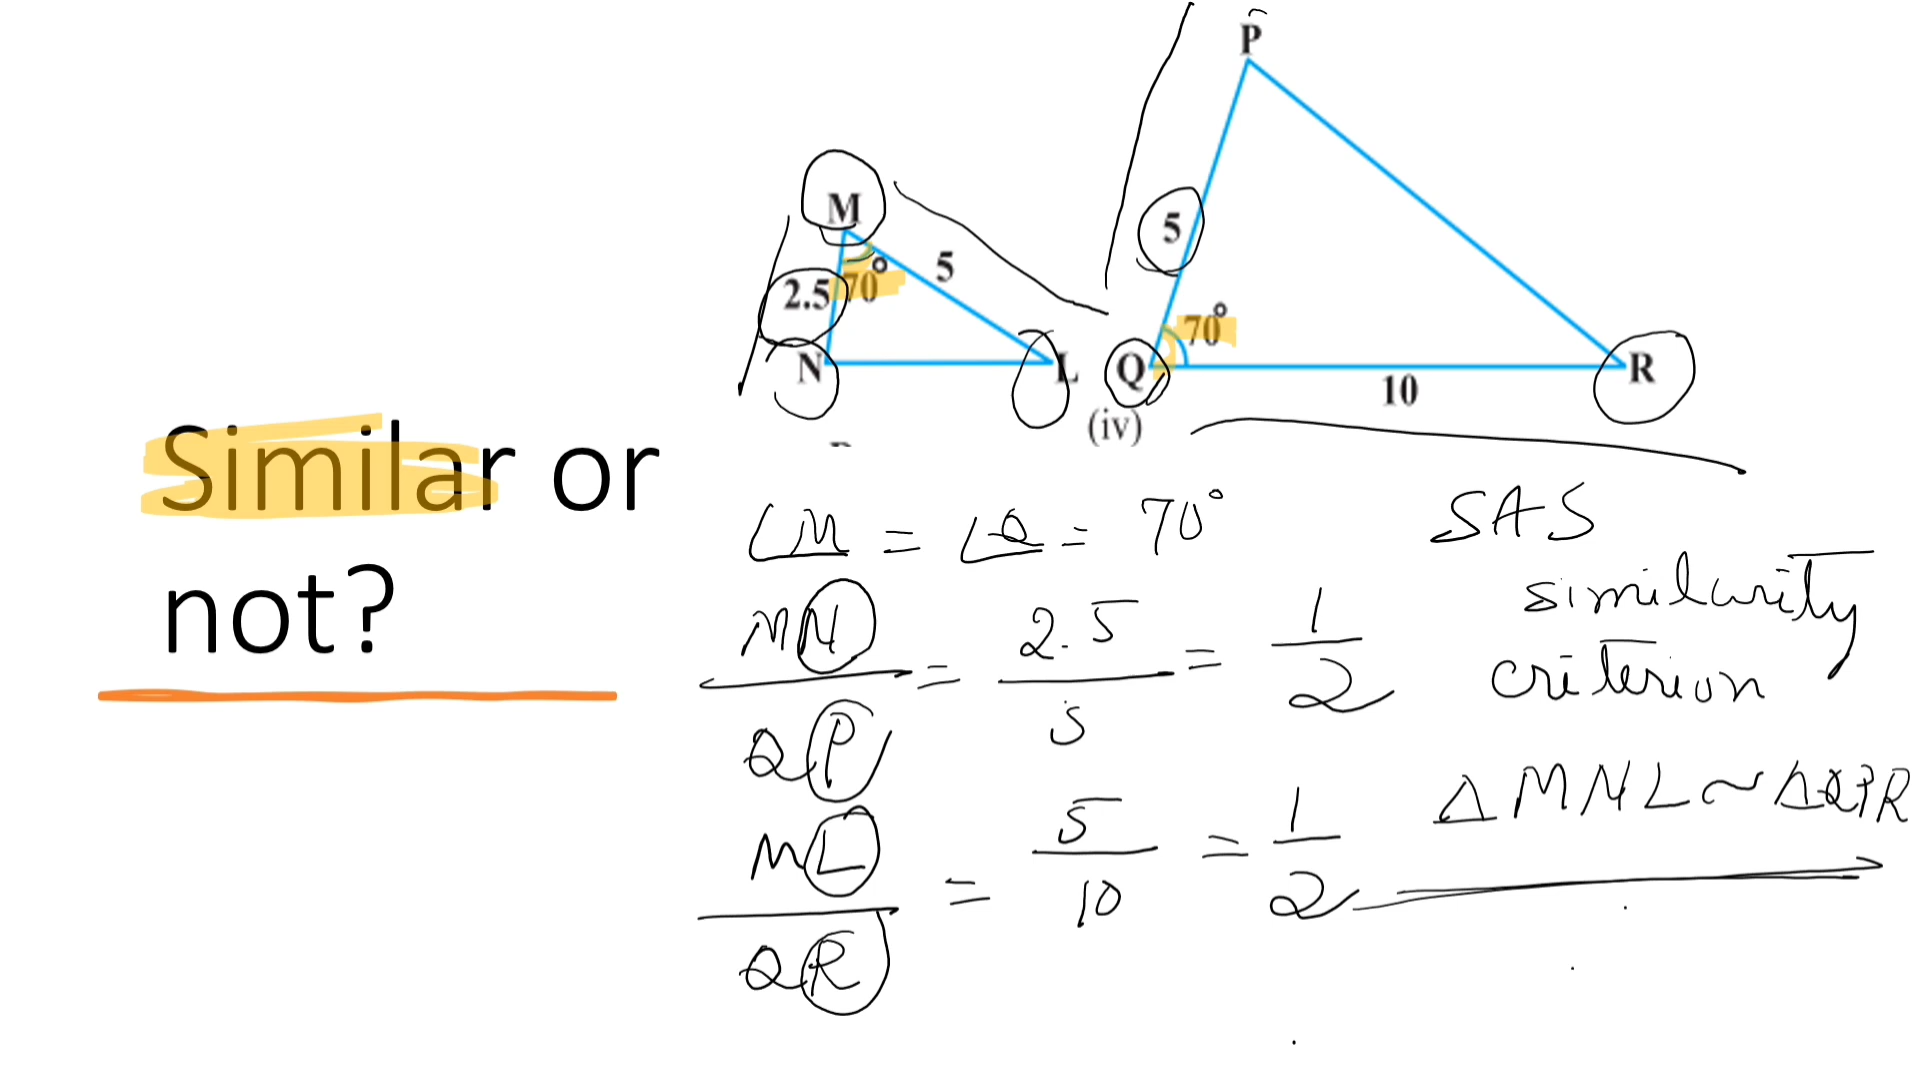 P
M
5
5
2.5
70°
70°
N
L
Q
R
10
(iv)
Similar or
not?
∠M = ∠Q = 70°
MN/QP = 2.5/5 = 1/2
ML/QR = 5/10 = 1/2
SAS
similarity
criterion
Δ MNL ~ ΔQPR